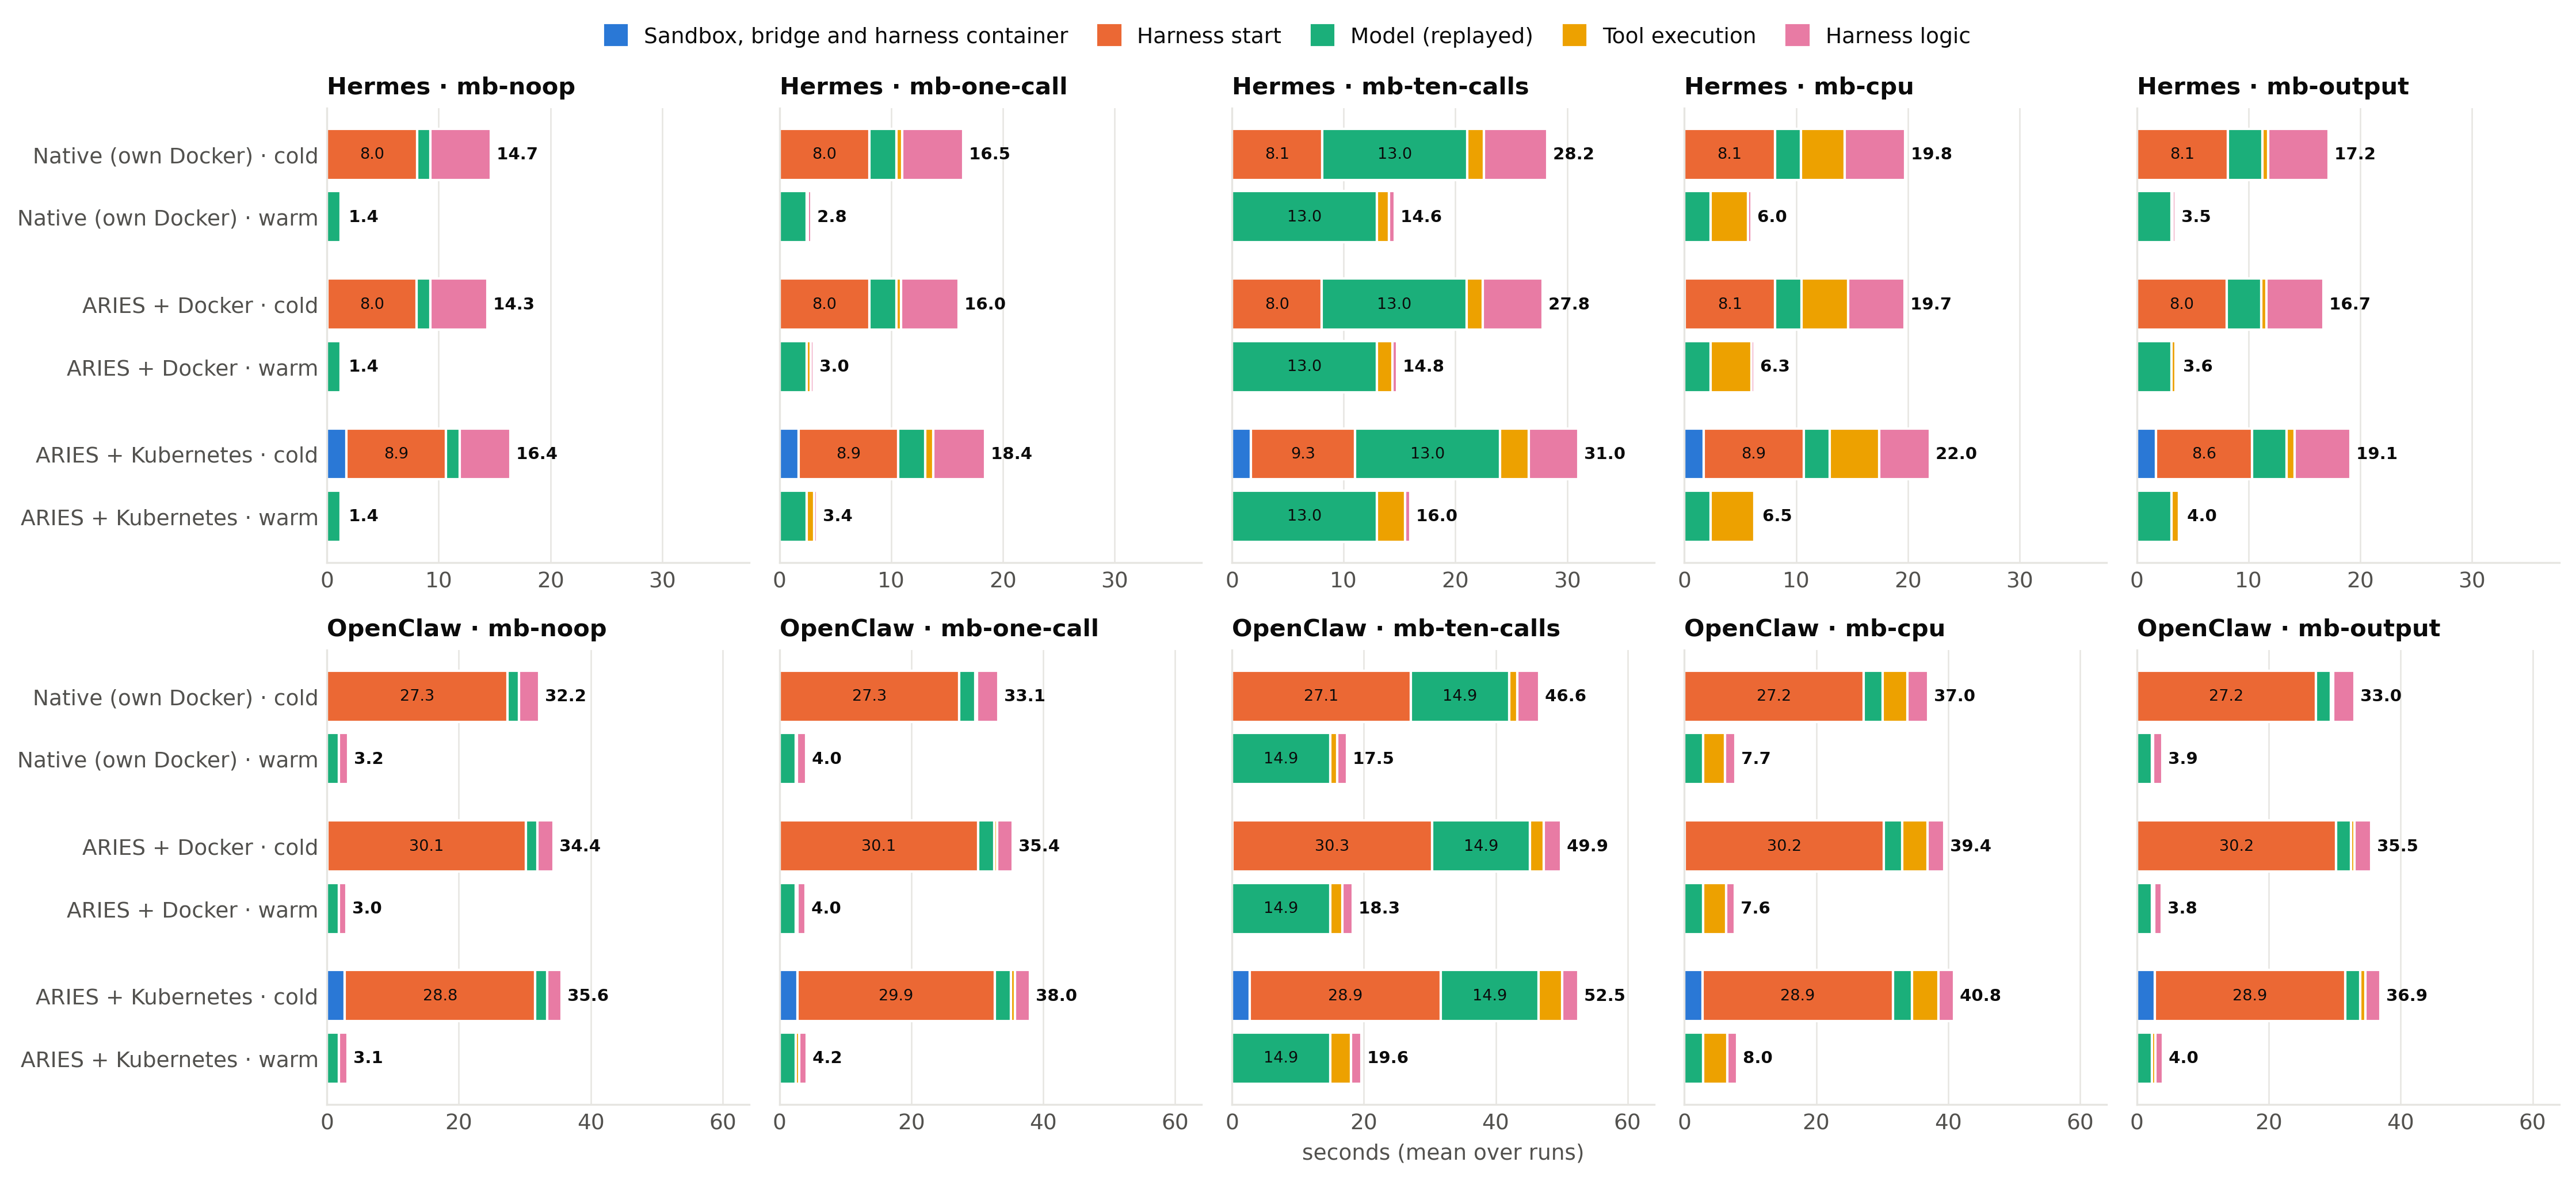 Sandbox, bridge and harness container Harness start Model (replayed) Tool execution Harness logic
Hermes · mb-noop Hermes · mb-one-call Hermes · mb-ten-calls Hermes · mb-cpu Hermes · mb-output
Native (own Docker) · cold 8.0 14.7 8.0 16.5 8.1 13.0 28.2 8.1 19.8 8.1 17.2
Native (own Docker) · warm 1.4 2.8 13.0 14.6 6.0 3.5
ARIES + Docker · cold 8.0 14.3 8.0 16.0 8.0 13.0 27.8 8.1 19.7 8.0 16.7
ARIES + Docker · warm 1.4 3.0 13.0 14.8 6.3 3.6
ARIES + Kubernetes · cold 8.9 16.4 8.9 18.4 9.3 13.0 31.0 8.9 22.0 8.6 19.1
ARIES + Kubernetes · warm 1.4 3.4 13.0 16.0 6.5 4.0
0 10 20 30 0 10 20 30 0 10 20 30 0 10 20 30 0 10 20 30
OpenClaw · mb-noop OpenClaw · mb-one-call OpenClaw · mb-ten-calls OpenClaw · mb-cpu OpenClaw · mb-output
Native (own Docker) · cold 27.3 32.2 27.3 33.1 27.1 14.9 46.6 27.2 37.0 27.2 33.0
Native (own Docker) · warm 3.2 4.0 14.9 17.5 7.7 3.9
ARIES + Docker · cold 30.1 34.4 30.1 35.4 30.3 14.9 49.9 30.2 39.4 30.2 35.5
ARIES + Docker · warm 3.0 4.0 14.9 18.3 7.6 3.8
ARIES + Kubernetes · cold 28.8 35.6 29.9 38.0 28.9 14.9 52.5 28.9 40.8 28.9 36.9
ARIES + Kubernetes · warm 3.1 4.2 14.9 19.6 8.0 4.0
0 20 40 60 0 20 40 60 0 20 40 60 0 20 40 60 0 20 40 60
seconds (mean over runs)